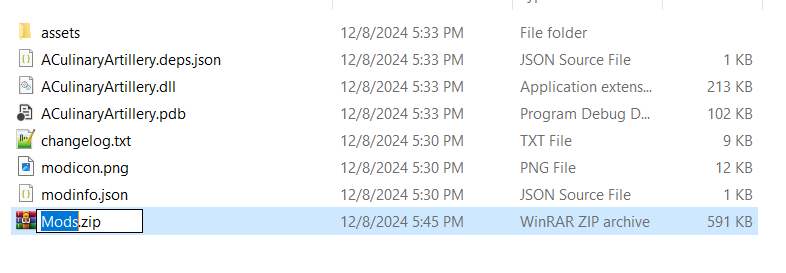 assets 12/8/2024 5:33 PM File folder
ACulinaryArtillery.deps.json 12/8/2024 5:33 PM JSON Source File 1 KB
ACulinaryArtillery.dll 12/8/2024 5:33 PM Application extens... 213 KB
ACulinaryArtillery.pdb 12/8/2024 5:33 PM Program Debug D... 102 KB
changelog.txt 12/8/2024 5:30 PM TXT File 9 KB
modicon.png 12/8/2024 5:30 PM PNG File 12 KB
modinfo.json 12/8/2024 5:30 PM JSON Source File 1 KB
Mods.zip 12/8/2024 5:45 PM WinRAR ZIP archive 591 KB